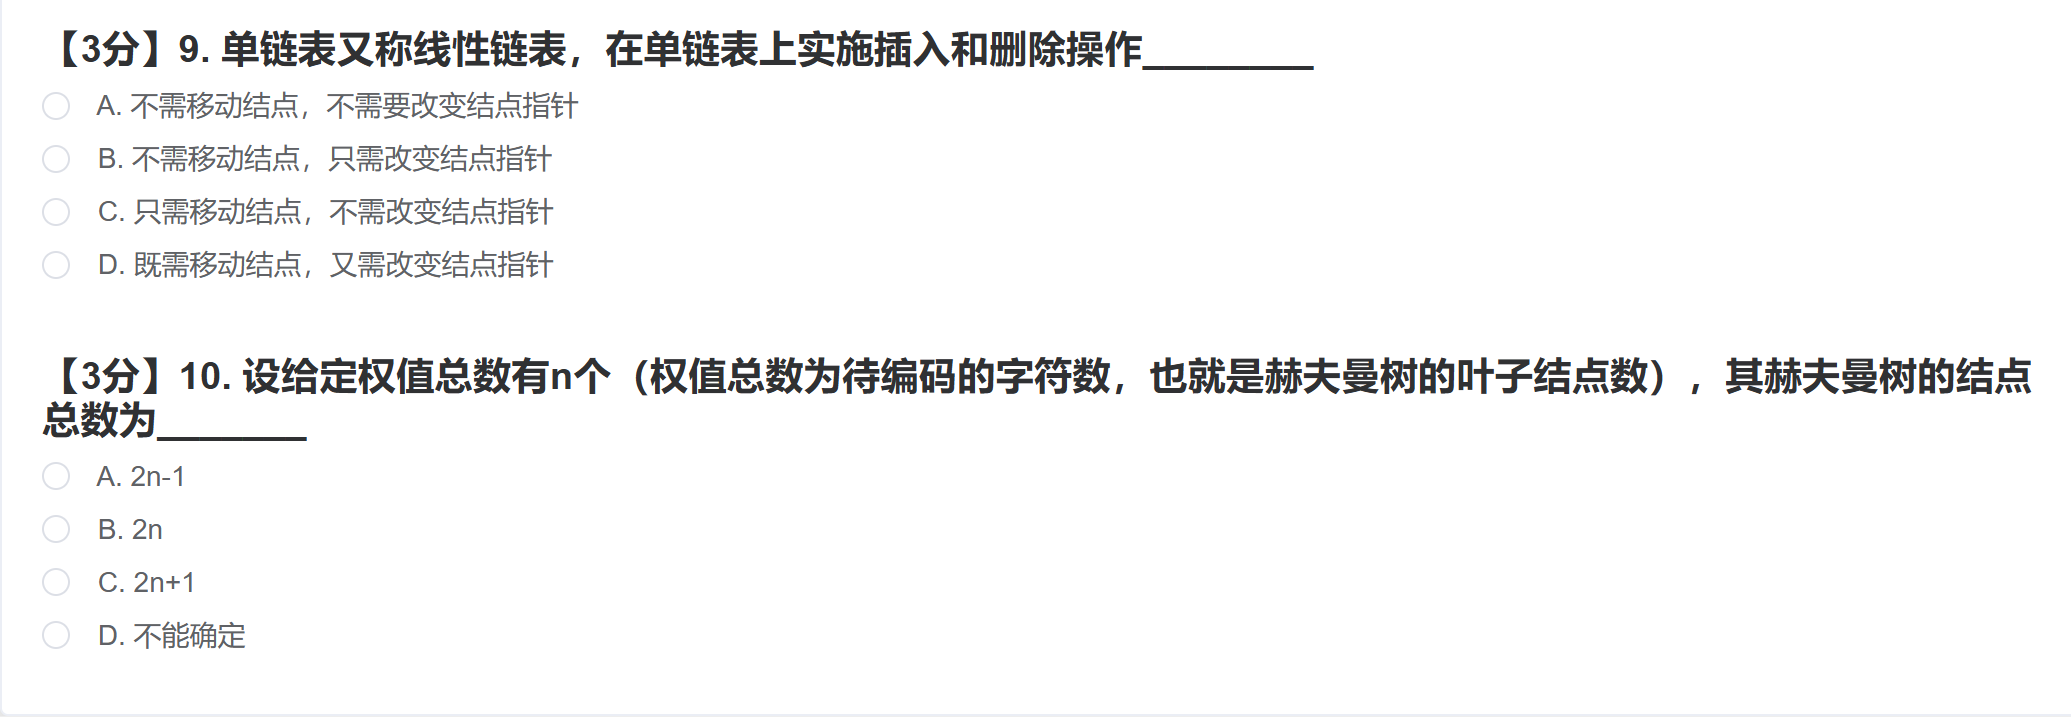 【3分】9. 单链表又称线性链表，在单链表上实施插入和删除操作________
A. 不需移动结点，不需要改变结点指针
B. 不需移动结点，只需改变结点指针
C. 只需移动结点，不需改变结点指针
D. 既需移动结点，又需改变结点指针
【3分】10. 设给定权值总数有n个（权值总数为待编码的字符数，也就是赫夫曼树的叶子结点数），其赫夫曼树的结点
总数为_______
A. 2n-1
B. 2n
C. 2n+1
D. 不能确定